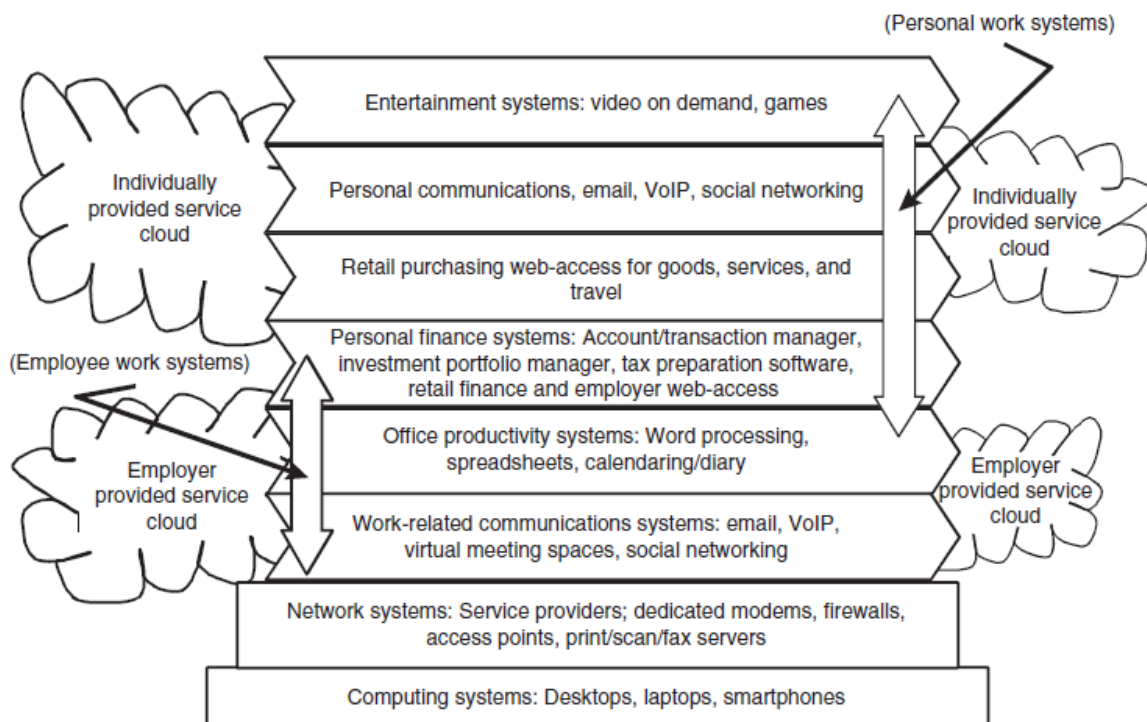 (Personal work systems)
Entertainment systems: video on demand, games
Individually
provided service
cloud
Personal communications, email, VoIP, social networking
Individually
provided service
cloud
Retail purchasing web-access for goods, services, and
travel
(Employee work systems)
Personal finance systems: Account/transaction manager,
investment portfolio manager, tax preparation software,
retail finance and employer web-access
Office productivity systems: Word processing,
spreadsheets, calendaring/diary
Employer
provided service
cloud
Employer
provided service
cloud
Work-related communications systems: email, VoIP,
virtual meeting spaces, social networking
Network systems: Service providers; dedicated modems, firewalls,
access points, print/scan/fax servers
Computing systems: Desktops, laptops, smartphones